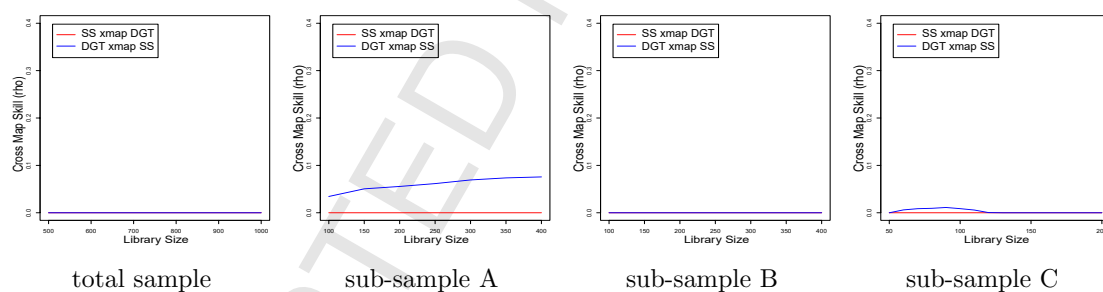 SS xmap DGT
DGT xmap SS
Cross Map Skill (rho)
0.0 0.1 0.2 0.3 0.4
500 600 700 800 900 1000
Library Size
total sample
SS xmap DGT
DGT xmap SS
Cross Map Skill (rho)
0.0 0.1 0.2 0.3 0.4
100 150 200 250 300 350 400
Library Size
sub-sample A
SS xmap DGT
DGT xmap SS
Cross Map Skill (rho)
0.0 0.1 0.2 0.3 0.4
100 150 200 250 300 350 400
Library Size
sub-sample B
SS xmap DGT
DGT xmap SS
Cross Map Skill (rho)
0.0 0.1 0.2 0.3 0.4
50 100 150 200
Library Size
sub-sample C